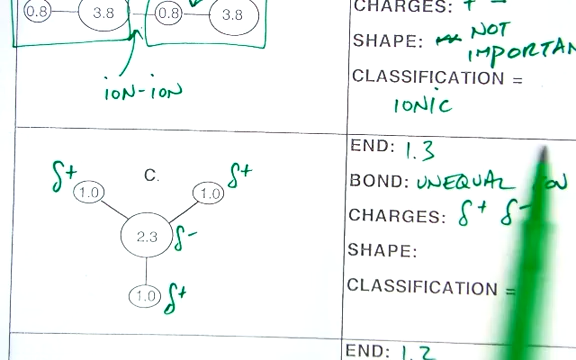 0.8 3.8 0.8 3.8
CHARGES: + -
SHAPE: NOT
ion-ion
CLASSIFICATION =
IONIC
C.
δ+ 1.0 1.0 δ+
2.3 δ-
1.0 δ+
END: 1.3
BOND: UNEQUAL
CHARGES: δ+ δ-
SHAPE:
CLASSIFICATION =
END: 1.2